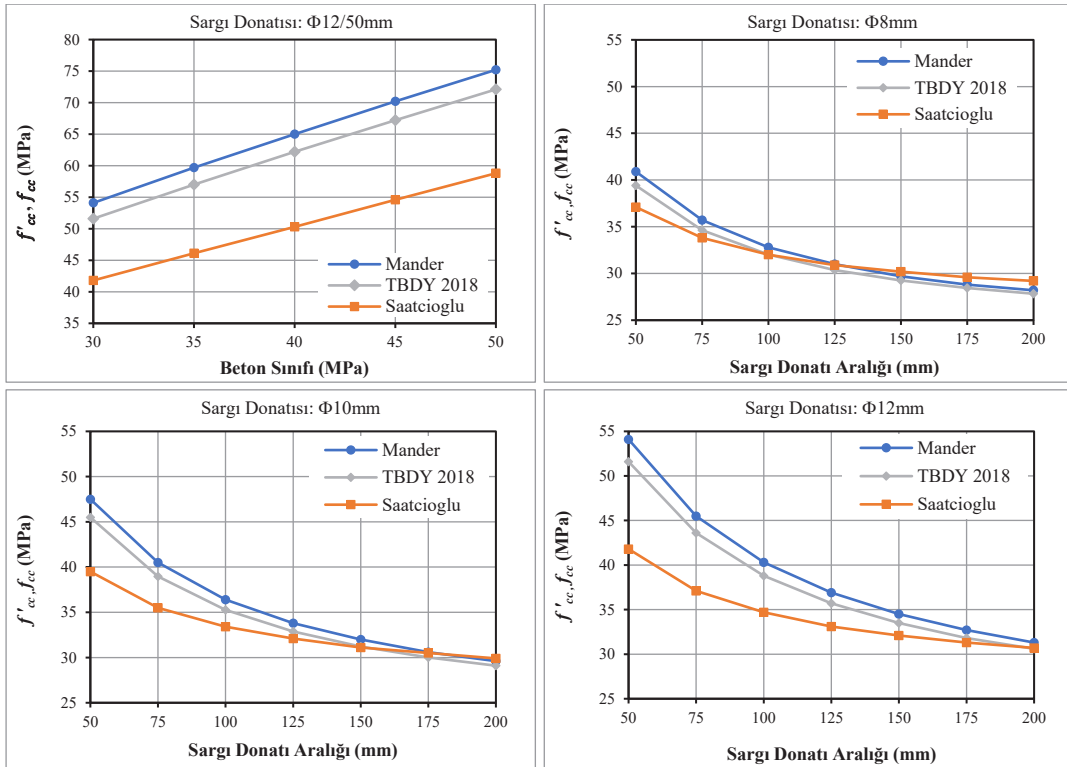 Sargı Donatısı: Φ12/50mm
f'cc, fcc (MPa)
80
75
70
65
60
55
50
45
40
35
Mander
TBDY 2018
Saatcioglu
30 35 40 45 50
Beton Sınıfı (MPa)
Sargı Donatısı: Φ8mm
f'cc,fcc (MPa)
55
50
45
40
35
30
25
Mander
TBDY 2018
Saatcioglu
50 75 100 125 150 175 200
Sargı Donatı Aralığı (mm)
Sargı Donatısı: Φ10mm
f'cc,fcc (MPa)
55
50
45
40
35
30
25
Mander
TBDY 2018
Saatcioglu
50 75 100 125 150 175 200
Sargı Donatı Aralığı (mm)
Sargı Donatısı: Φ12mm
f'cc,fcc (MPa)
55
50
45
40
35
30
25
Mander
TBDY 2018
Saatcioglu
50 75 100 125 150 175 200
Sargı Donatı Aralığı (mm)